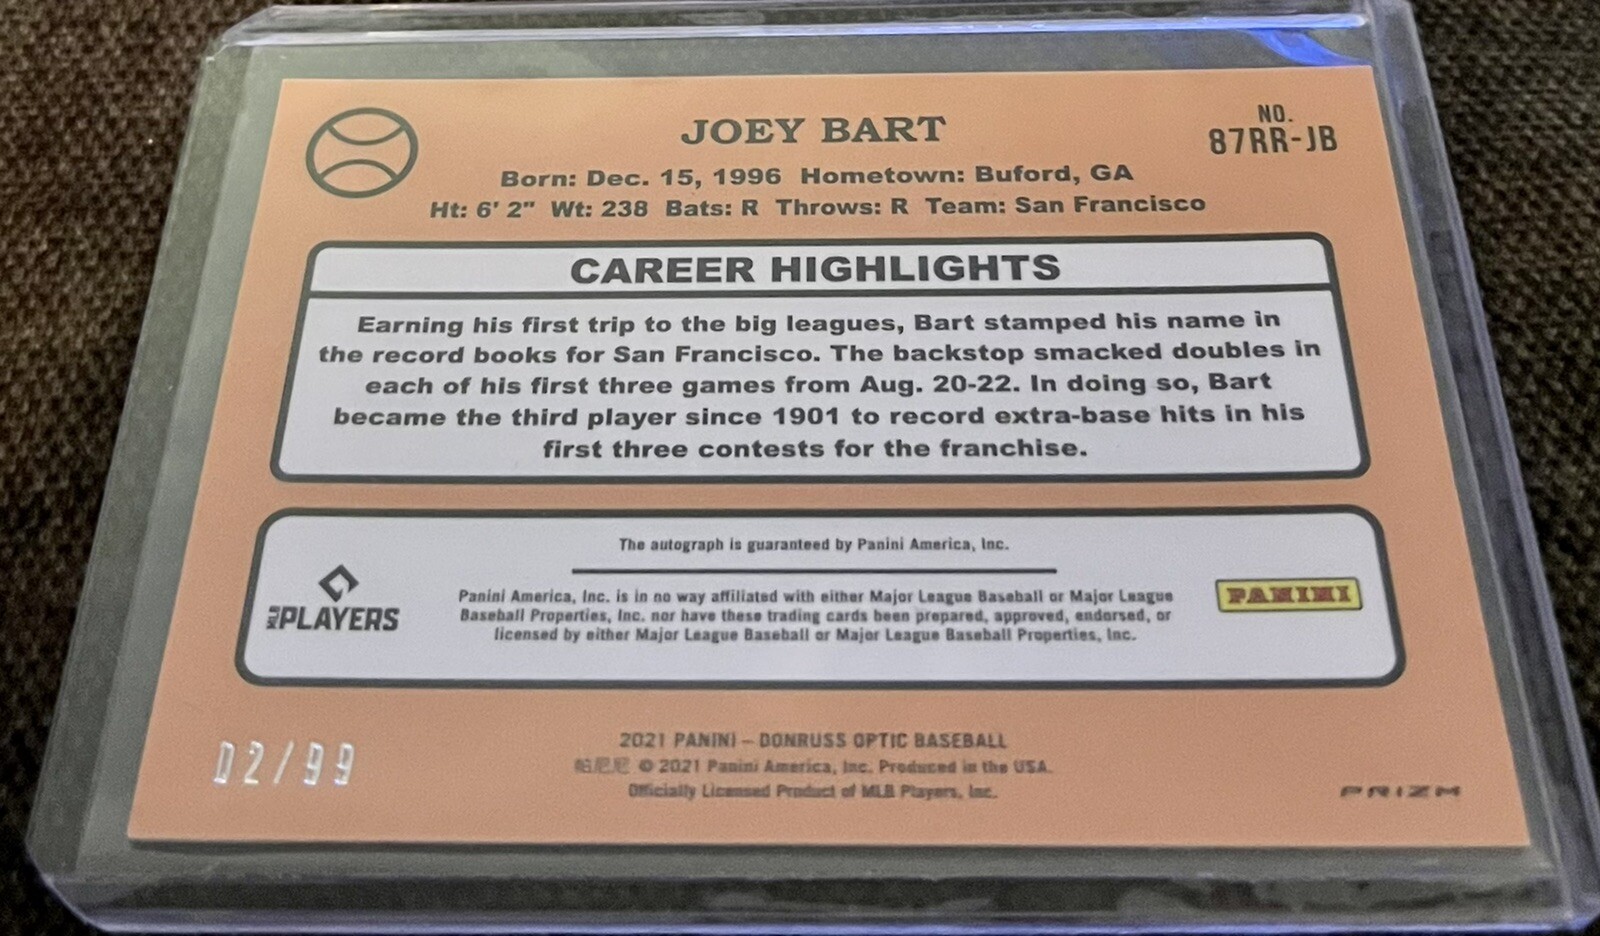 JOEY BART
NO.
87RR-JB
Born: Dec. 15, 1996 Hometown: Buford, GA
Ht: 6' 2" Wt: 238 Bats: R Throws: R Team: San Francisco
CAREER HIGHLIGHTS
Earning his first trip to the big leagues, Bart stamped his name in
the record books for San Francisco. The backstop smacked doubles in
each of his first three games from Aug. 20-22. In doing so, Bart
became the third player since 1901 to record extra-base hits in his
first three contests for the franchise.
The autograph is guaranteed by Panini America, Inc.
Panini America, Inc. is in no way affiliated with either Major League Baseball or Major League
Baseball Properties, Inc. nor have these trading cards been prepared, approved, endorsed, or
licensed by either Major League Baseball or Major League Baseball Properties, Inc.
MLB PLAYERS
PANINI
02/99
2021 PANINI – DONRUSS OPTIC BASEBALL
帕尼尼 © 2021 Panini America, Inc. Produced in the USA.
Officially Licensed Product of MLB Players, Inc.
PRIZM